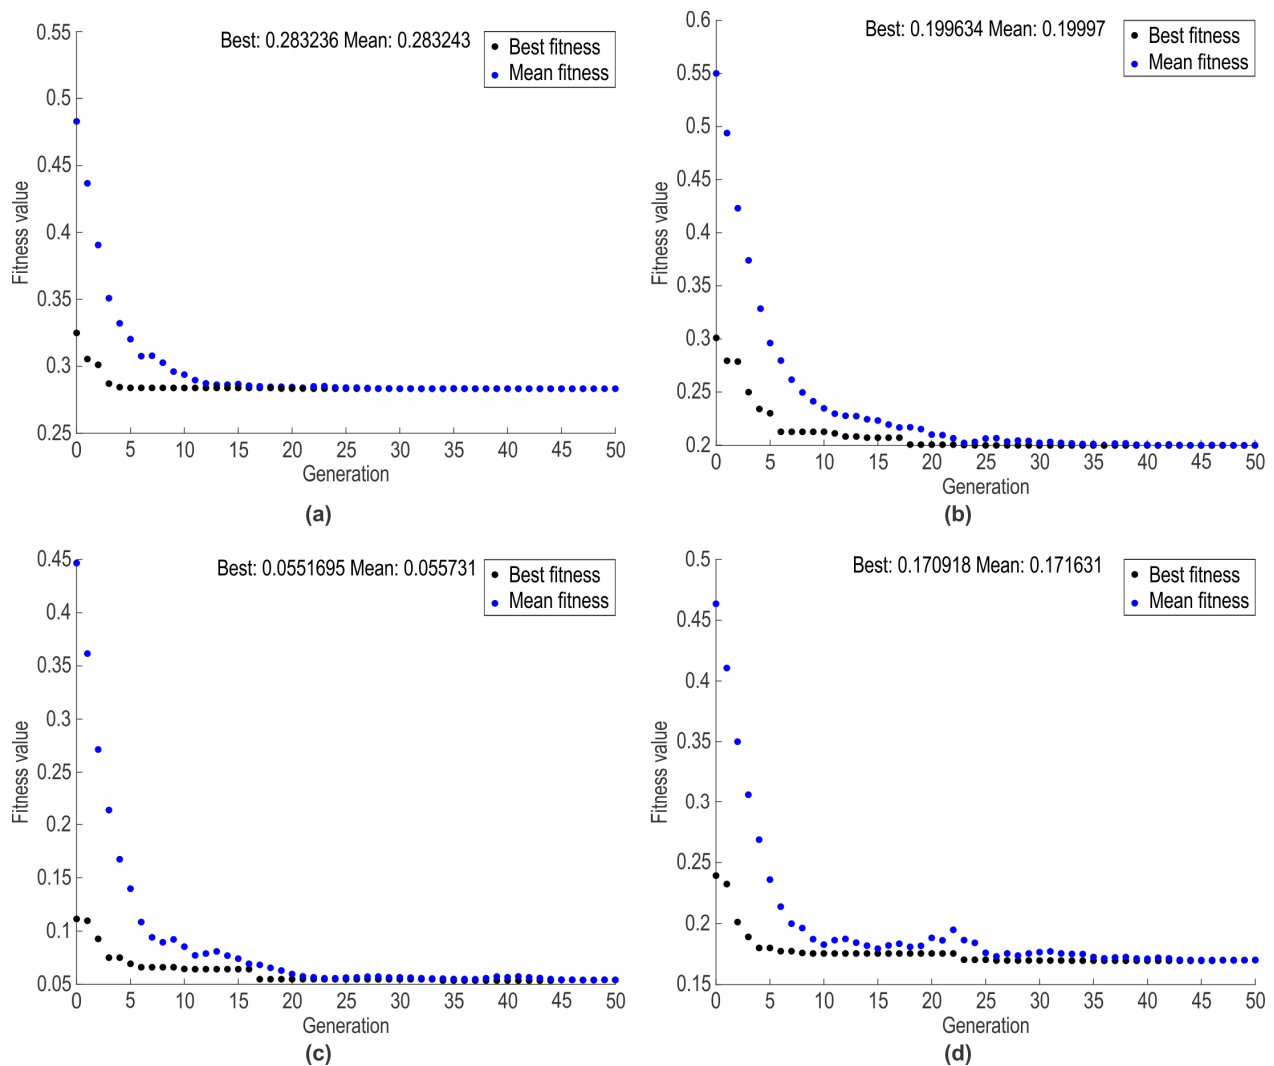 Best: 0.283236 Mean: 0.283243
Best fitness
Mean fitness
Fitness value
0.55
0.5
0.45
0.4
0.35
0.3
0.25
0 5 10 15 20 25 30 35 40 45 50
Generation
(a)
Best: 0.199634 Mean: 0.19997
Best fitness
Mean fitness
Fitness value
0.6
0.55
0.5
0.45
0.4
0.35
0.3
0.25
0.2
0 5 10 15 20 25 30 35 40 45 50
Generation
(b)
Best: 0.0551695 Mean: 0.055731
Best fitness
Mean fitness
Fitness value
0.45
0.4
0.35
0.3
0.25
0.2
0.15
0.1
0.05
0 5 10 15 20 25 30 35 40 45 50
Generation
(c)
Best: 0.170918 Mean: 0.171631
Best fitness
Mean fitness
Fitness value
0.5
0.45
0.4
0.35
0.3
0.25
0.2
0.15
0 5 10 15 20 25 30 35 40 45 50
Generation
(d)